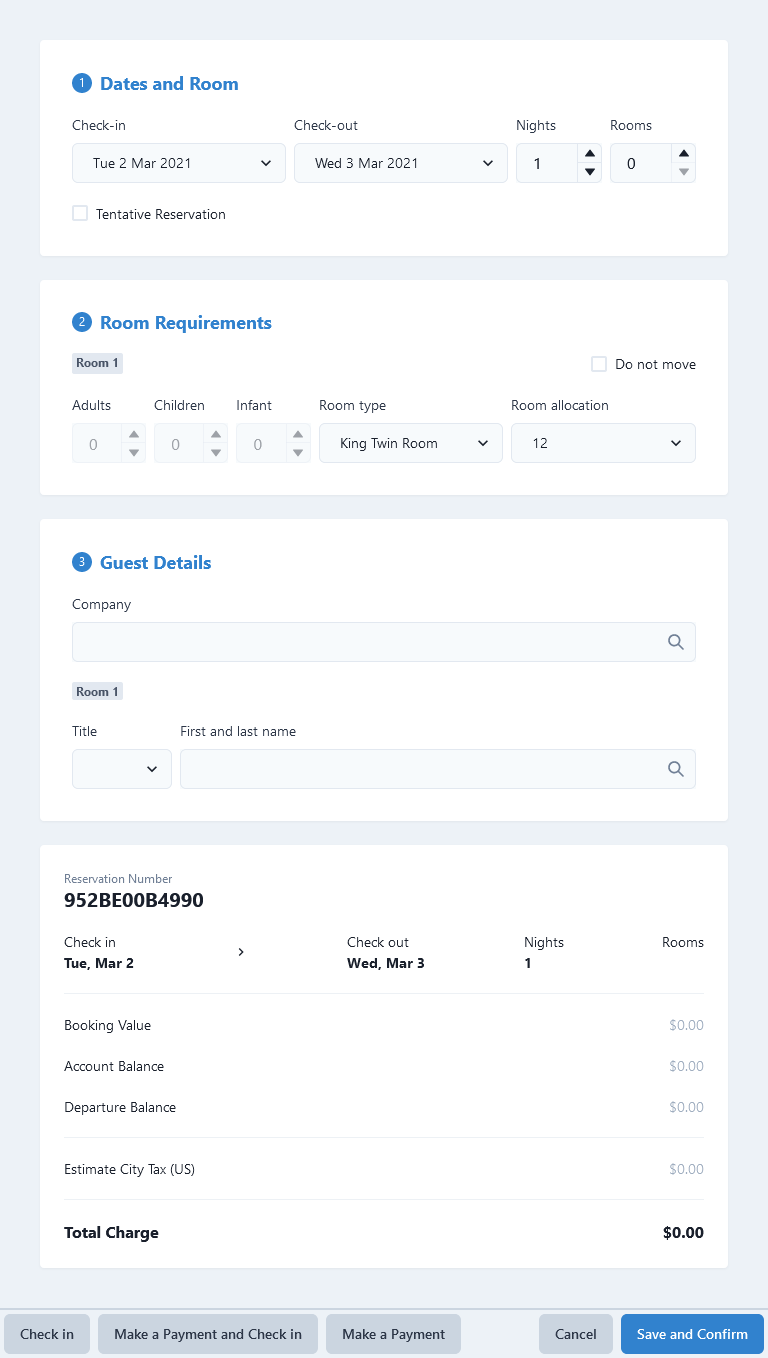 1 Dates and Room
Check-in Check-out Nights Rooms
Tue 2 Mar 2021 Wed 3 Mar 2021 1 0
Tentative Reservation
2 Room Requirements
Room 1 Do not move
Adults Children Infant Room type Room allocation
0 0 0 King Twin Room 12
3 Guest Details
Company
Room 1
Title First and last name
Reservation Number
952BE00B4990
Check in Check out Nights Rooms
Tue, Mar 2 Wed, Mar 3 1
Booking Value $0.00
Account Balance $0.00
Departure Balance $0.00
Estimate City Tax (US) $0.00
Total Charge $0.00
Check in Make a Payment and Check in Make a Payment Cancel Save and Confirm